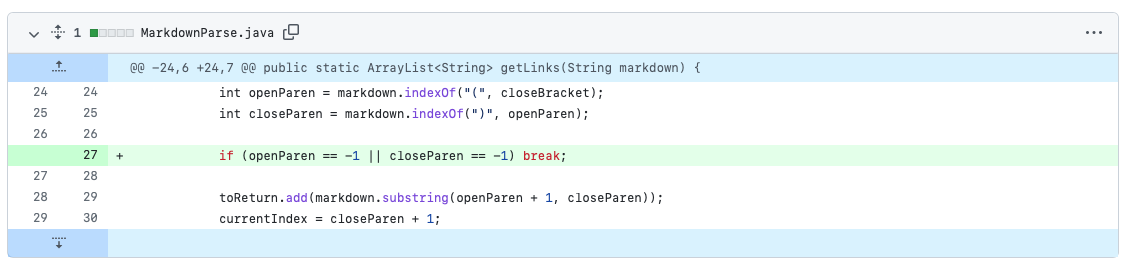 1 MarkdownParse.java
@@ -24,6 +24,7 @@ public static ArrayList<String> getLinks(String markdown) {
24 24 int openParen = markdown.indexOf("(", closeBracket);
25 25 int closeParen = markdown.indexOf(")", openParen);
26 26
27 + if (openParen == -1 || closeParen == -1) break;
27 28
28 29 toReturn.add(markdown.substring(openParen + 1, closeParen));
29 30 currentIndex = closeParen + 1;